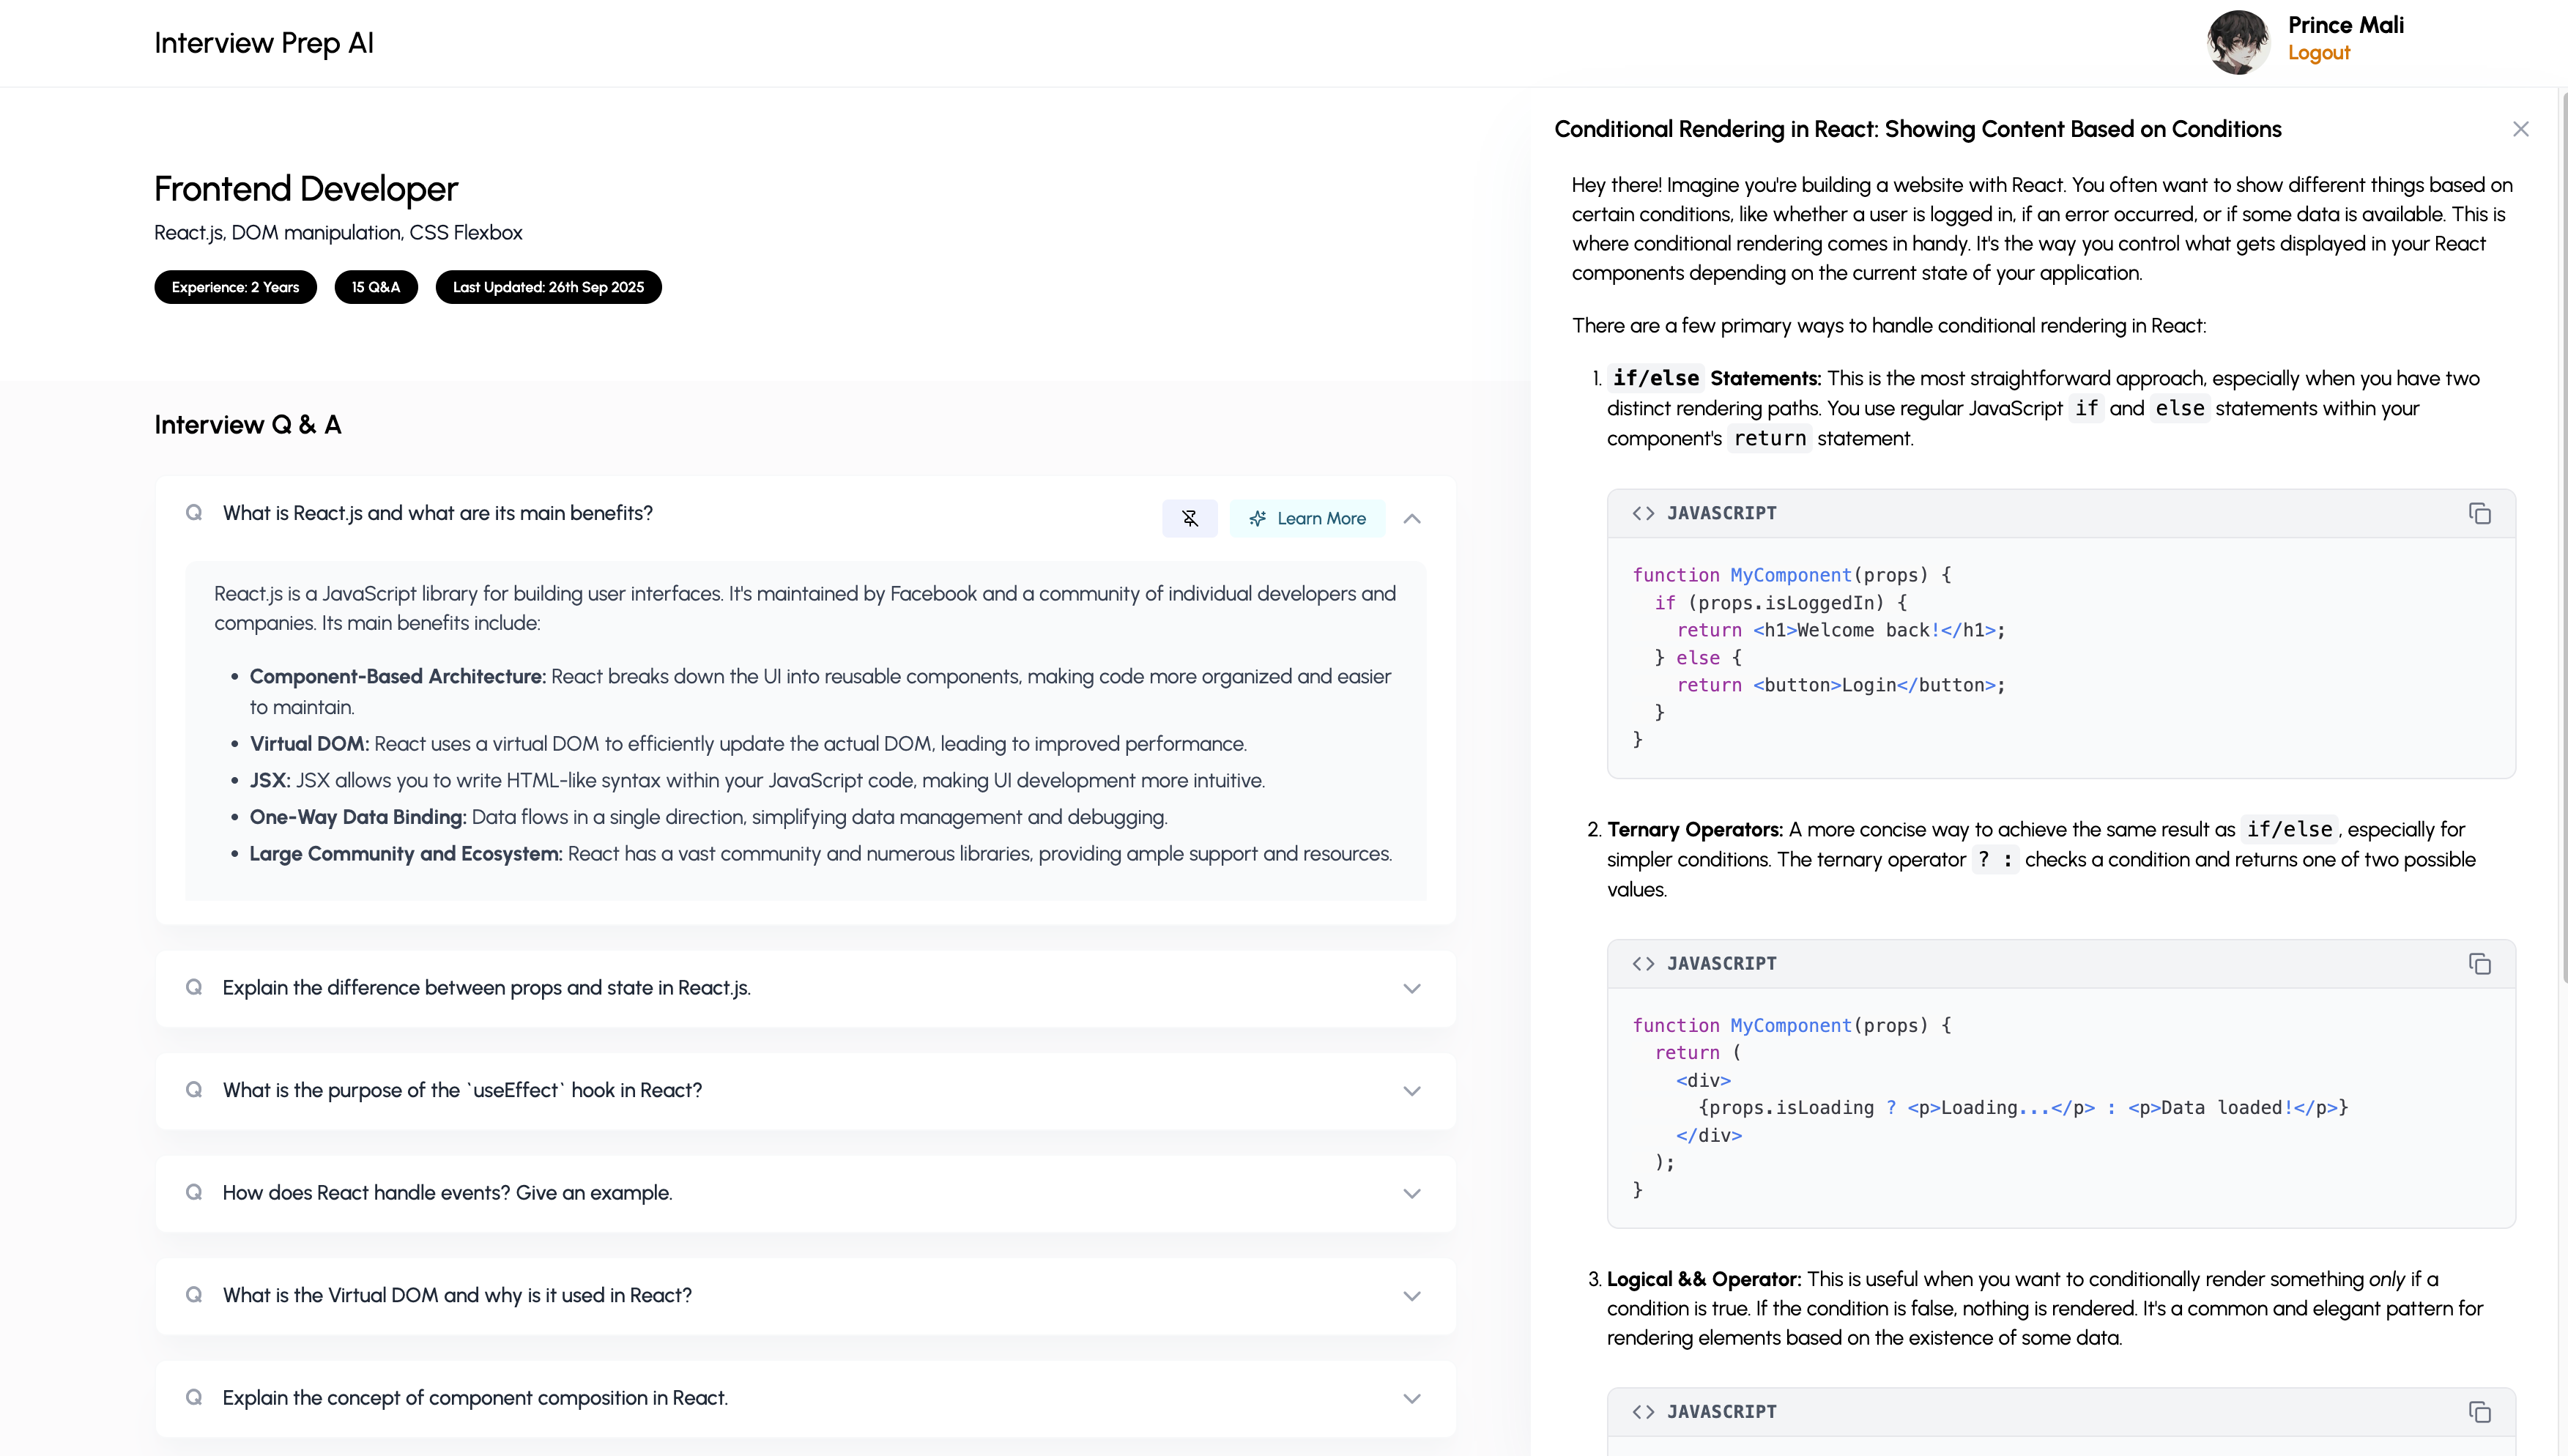 Interview Prep AI
Prince Mali
Logout
Frontend Developer
React.js, DOM manipulation, CSS Flexbox
Experience: 2 Years
15 Q&A
Last Updated: 26th Sep 2025
Interview Q & A
Q What is React.js and what are its main benefits?
Learn More
React.js is a JavaScript library for building user interfaces. It's maintained by Facebook and a community of individual developers and
companies. Its main benefits include:
• Component-Based Architecture: React breaks down the UI into reusable components, making code more organized and easier
to maintain.
• Virtual DOM: React uses a virtual DOM to efficiently update the actual DOM, leading to improved performance.
• JSX: JSX allows you to write HTML-like syntax within your JavaScript code, making UI development more intuitive.
• One-Way Data Binding: Data flows in a single direction, simplifying data management and debugging.
• Large Community and Ecosystem: React has a vast community and numerous libraries, providing ample support and resources.
Q Explain the difference between props and state in React.js.
Q What is the purpose of the `useEffect` hook in React?
Q How does React handle events? Give an example.
Q What is the Virtual DOM and why is it used in React?
Q Explain the concept of component composition in React.
Conditional Rendering in React: Showing Content Based on Conditions
Hey there! Imagine you're building a website with React. You often want to show different things based on
certain conditions, like whether a user is logged in, if an error occurred, or if some data is available. This is
where conditional rendering comes in handy. It's the way you control what gets displayed in your React
components depending on the current state of your application.
There are a few primary ways to handle conditional rendering in React:
1. if/else Statements: This is the most straightforward approach, especially when you have two
distinct rendering paths. You use regular JavaScript if and else statements within your
component's return statement.
<> JAVASCRIPT
function MyComponent(props) {
  if (props.isLoggedIn) {
    return <h1>Welcome back!</h1>;
  } else {
    return <button>Login</button>;
  }
}
2. Ternary Operators: A more concise way to achieve the same result as if/else, especially for
simpler conditions. The ternary operator ? : checks a condition and returns one of two possible
values.
<> JAVASCRIPT
function MyComponent(props) {
  return (
    <div>
      {props.isLoading ? <p>Loading...</p> : <p>Data loaded!</p>}
    </div>
  );
}
3. Logical && Operator: This is useful when you want to conditionally render something only if a
condition is true. If the condition is false, nothing is rendered. It's a common and elegant pattern for
rendering elements based on the existence of some data.
<> JAVASCRIPT